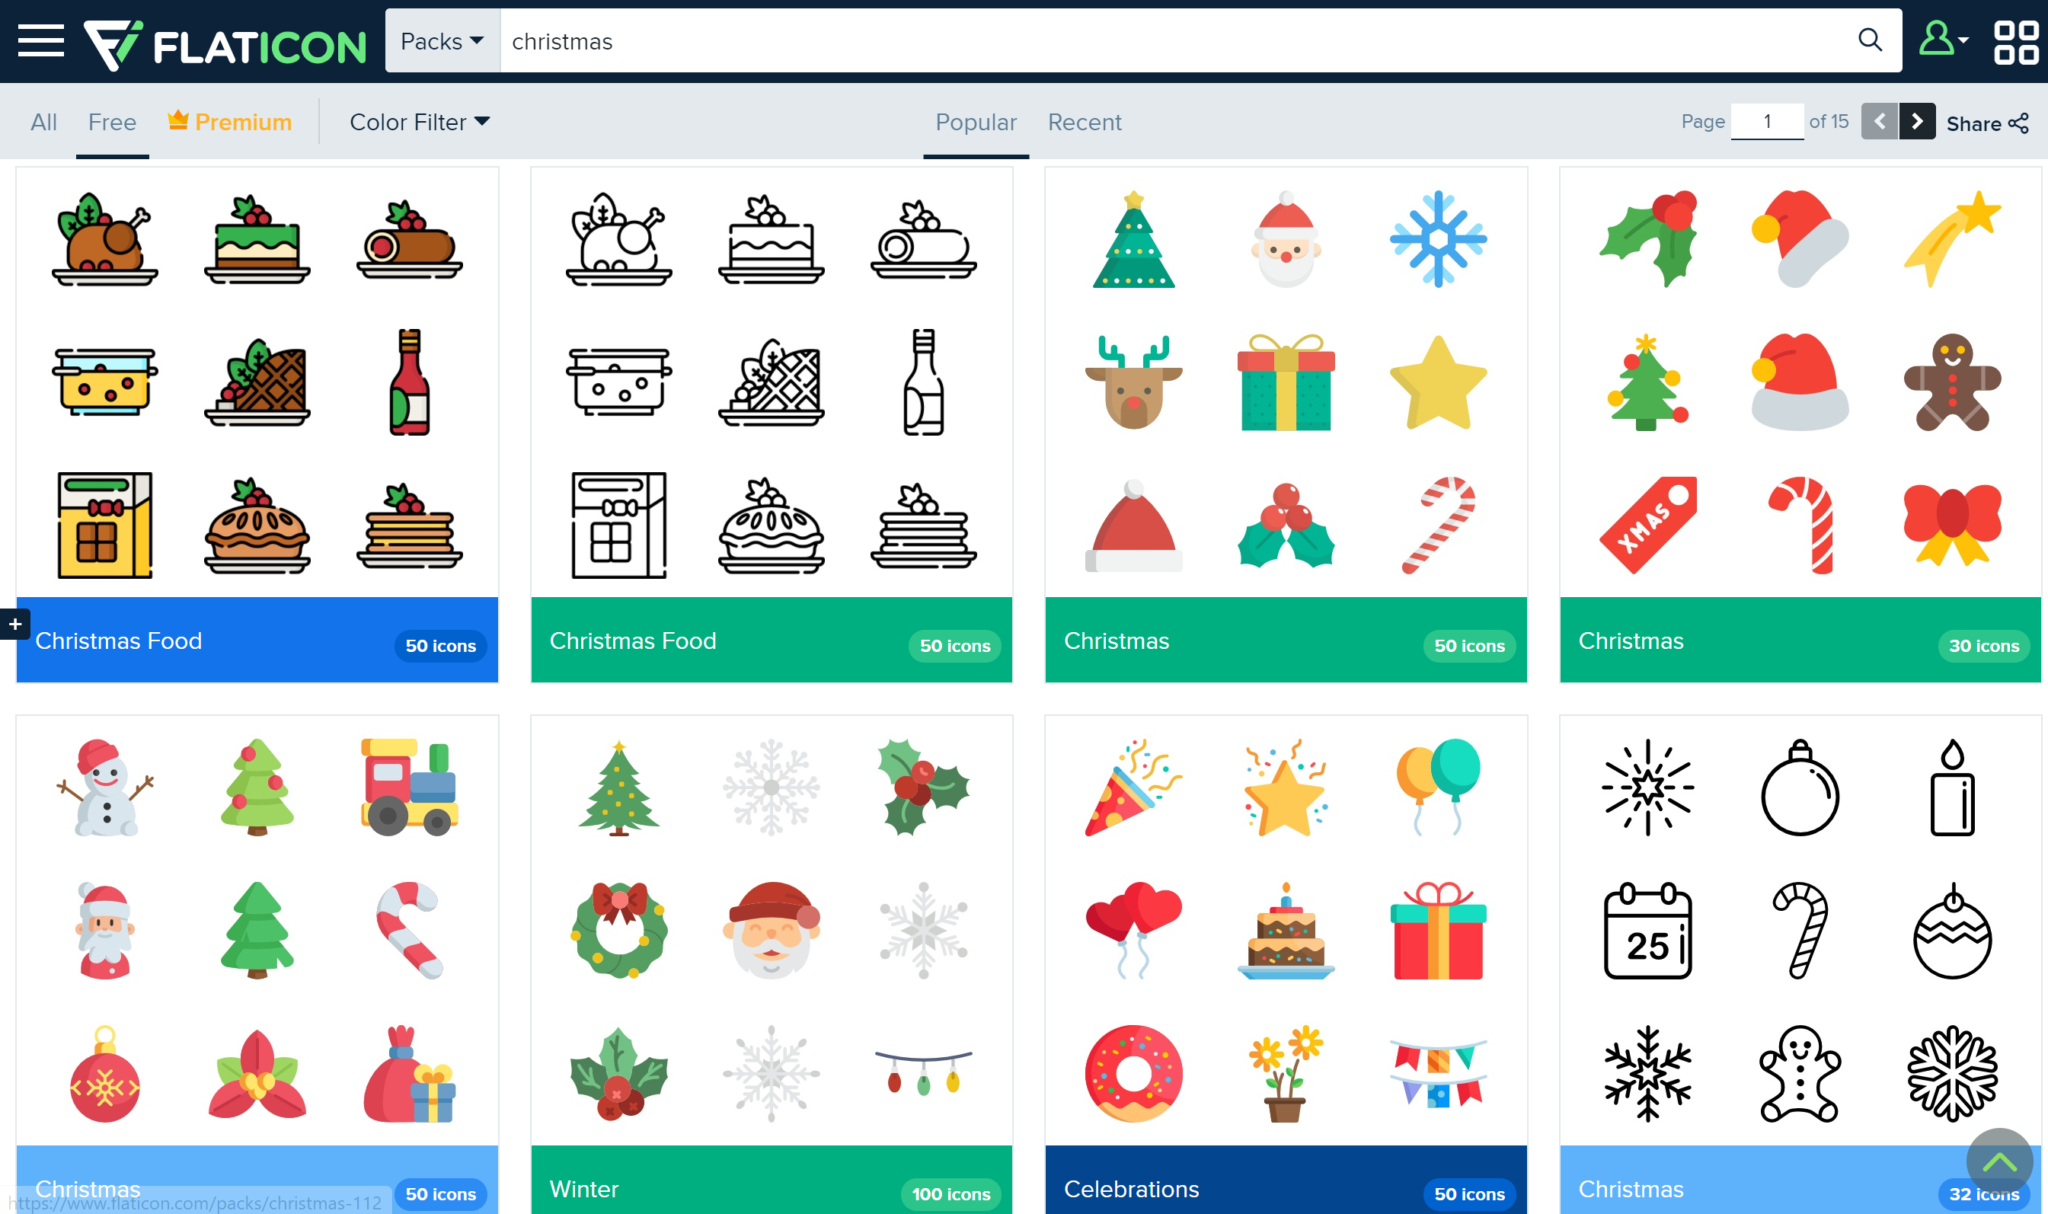 FLATICON
Packs
christmas
All
Free
Premium
Color Filter
Popular
Recent
Page 1 of 15
Share
XMAS
Christmas Food
50 icons
Christmas Food
50 icons
Christmas
50 icons
Christmas
30 icons
25
Christmas
50 icons
Winter
100 icons
Celebrations
50 icons
Christmas
32 icons
https://www.flaticon.com/packs/christmas-112